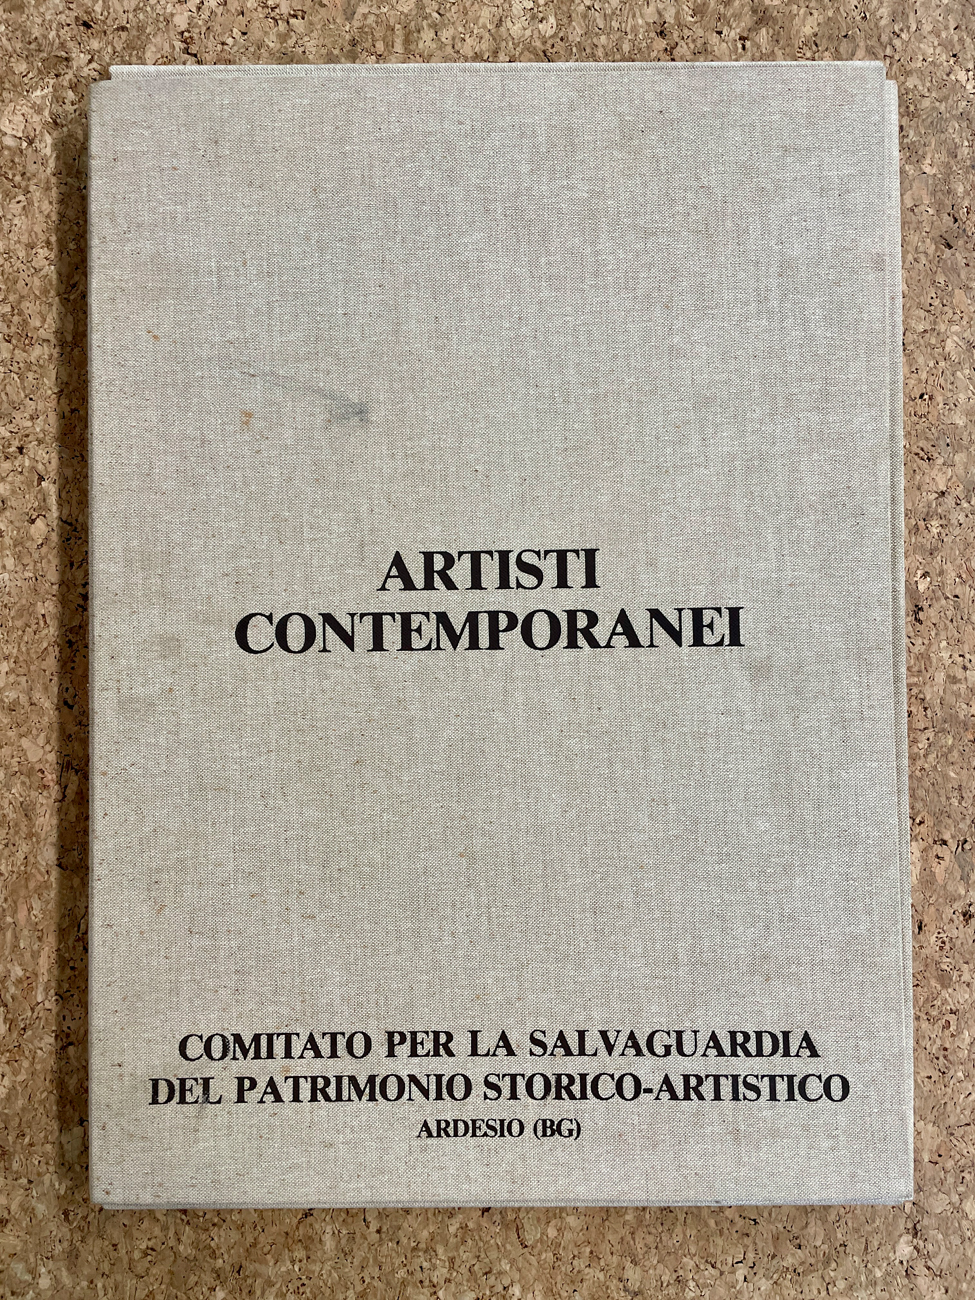 ARTISTI
CONTEMPORANEI
COMITATO PER LA SALVAGUARDIA
DEL PATRIMONIO STORICO-ARTISTICO
ARDESIO (BG)